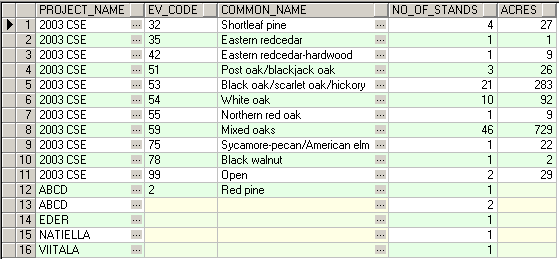 PROJECT_NAME EV_CODE COMMON_NAME NO_OF_STANDS ACRES
1 2003 CSE ... 32 ... Shortleaf pine ... 4 27
2 2003 CSE ... 35 ... Eastern redcedar ... 1 1
3 2003 CSE ... 42 ... Eastern redcedar-hardwood ... 1 9
4 2003 CSE ... 51 ... Post oak/blackjack oak ... 3 26
5 2003 CSE ... 53 ... Black oak/scarlet oak/hickory ... 21 283
6 2003 CSE ... 54 ... White oak ... 10 92
7 2003 CSE ... 55 ... Northern red oak ... 1 9
8 2003 CSE ... 59 ... Mixed oaks ... 46 729
9 2003 CSE ... 75 ... Sycamore-pecan/American elm ... 1 22
10 2003 CSE ... 78 ... Black walnut ... 1 2
11 2003 CSE ... 99 ... Open ... 2 29
12 ABCD ... 2 ... Red pine ... 1
13 ABCD ... ... ... 2
14 EDER ... ... ... 1
15 NATIELLA ... ... ... 1
16 VIITALA ... ... ... 1